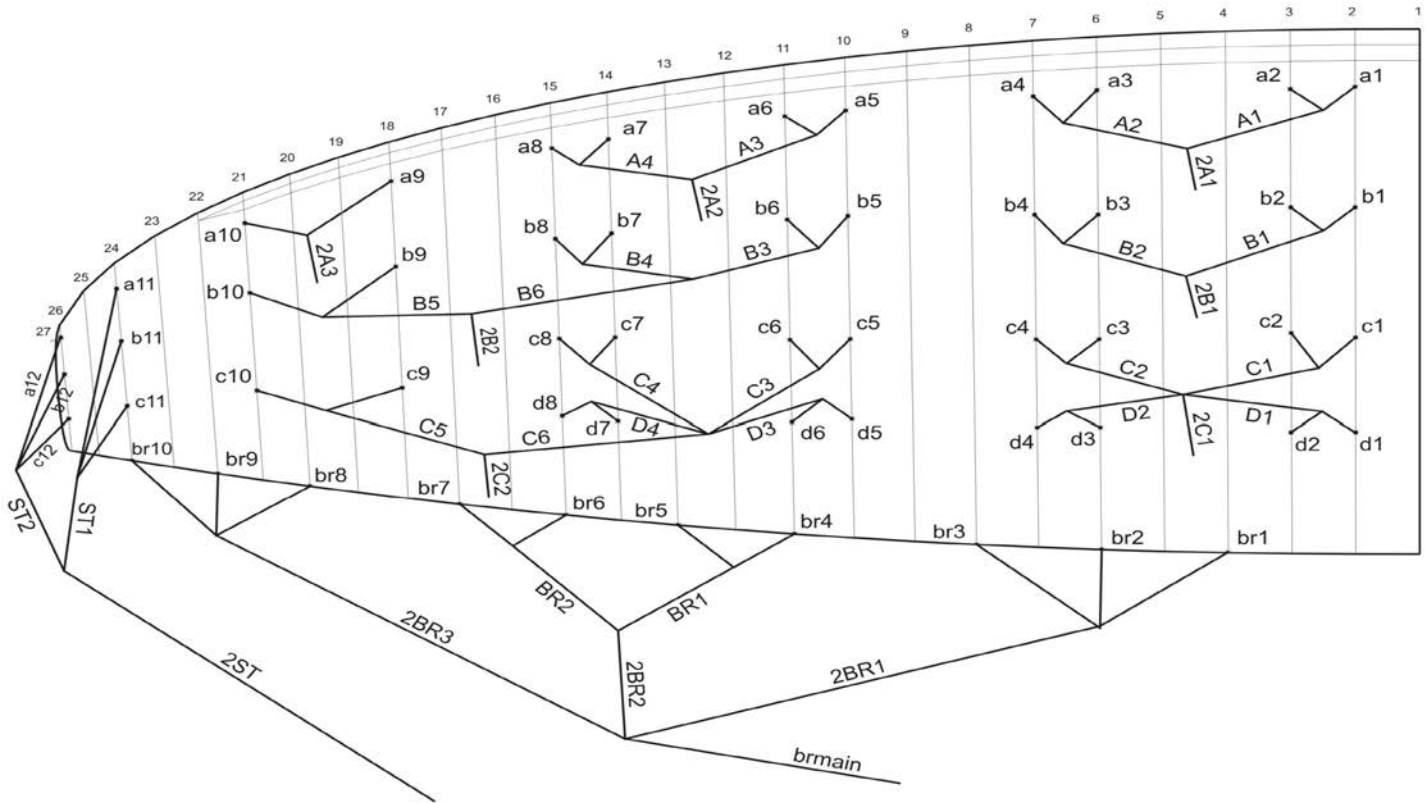 27 26 25 24 23 22 21 20 19 18 17 16 15 14 13 12 11 10 9 8 7 6 5 4 3 2 1
a10 a9 a8 a7 a6 a5 a4 a3 a2 a1
2A3 A4 A3 A2 A1
2A2 2A1
b10 b9 b8 b7 b6 b5 b4 b3 b2 b1
B5 B6 B4 B3 B2 B1
2B2 2B1
a11
b11
c11
a12
b12
c12
c10 c9 c8 c7 c6 c5 c4 c3 c2 c1
C5 C6 C4 C3 C2 C1
d8 d7 D4 D3 d6 d5 d4 d3 D2 D1 d2 d1
2C2 2C1
br10 br9 br8 br7 br6 br5 br4 br3 br2 br1
ST2 ST1
BR2 BR1
2BR3 2BR2 2BR1
2ST
brmain